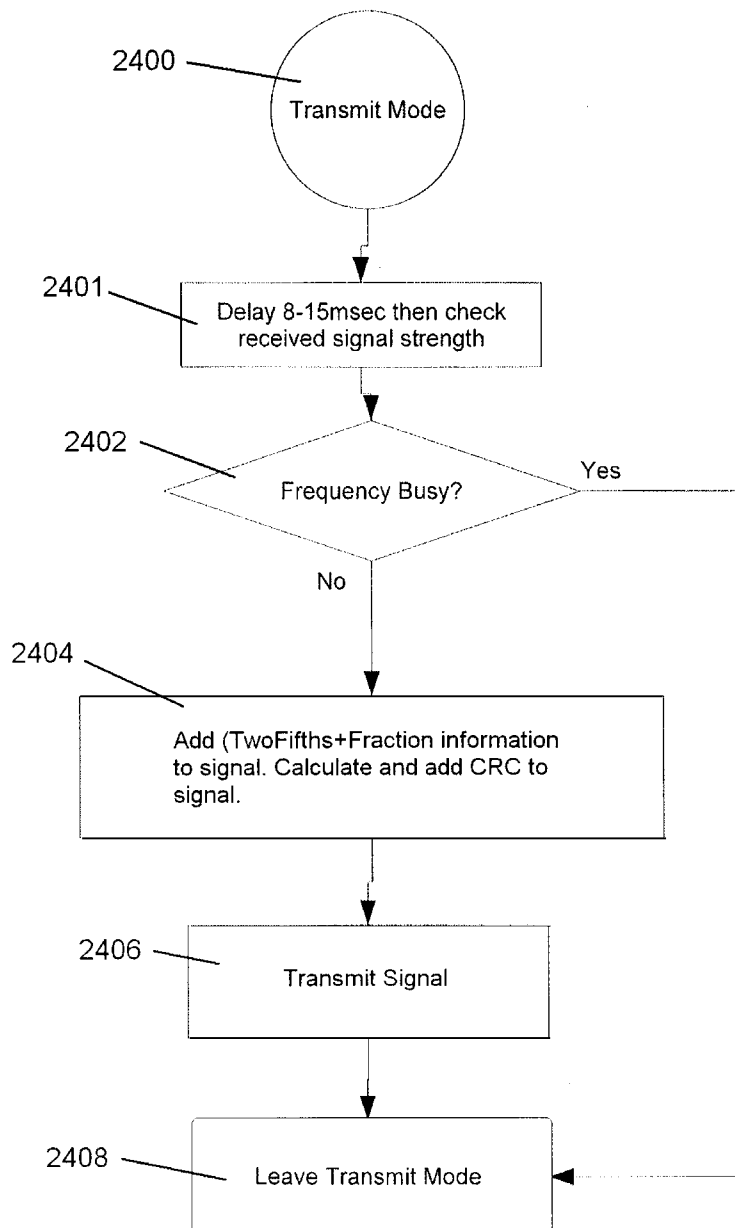 2400
Transmit Mode
2401
Delay 8-15msec then check
received signal strength
2402
Frequency Busy?
Yes
No
2404
Add (TwoFifths+Fraction information
to signal. Calculate and add CRC to
signal.
2406
Transmit Signal
2408
Leave Transmit Mode